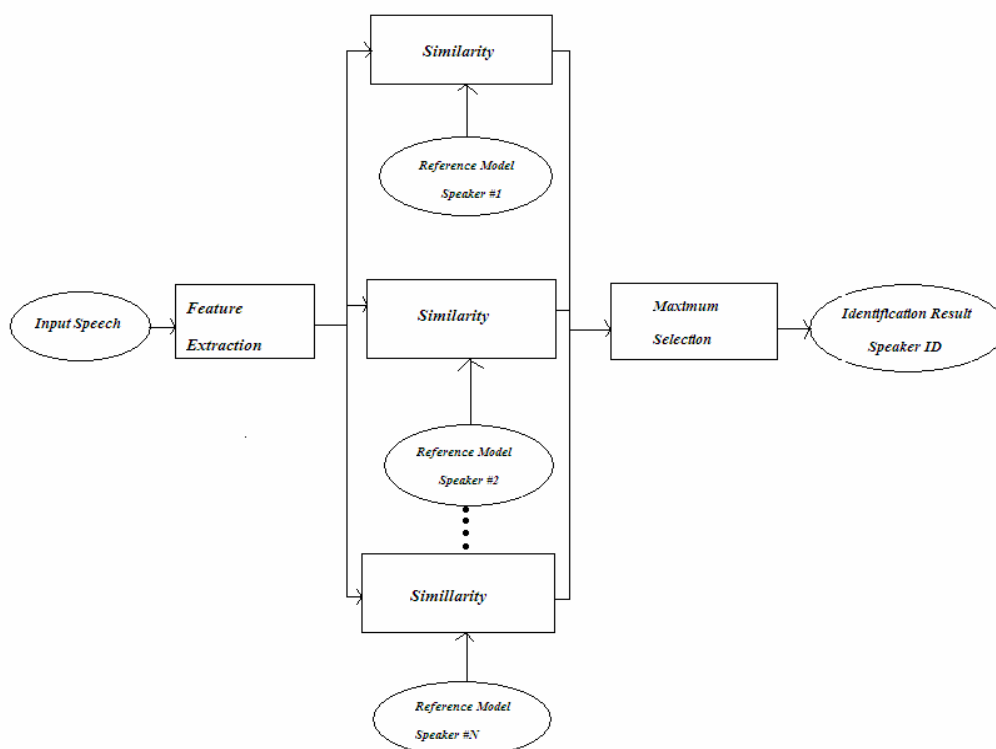 Similarity
Reference Model
Speaker #1
Input Speech
Feature
Extraction
Similarity
Maximum
Selection
Identification Result
Speaker ID
Reference Model
Speaker #2
Simillarity
Reference Model
Speaker #N